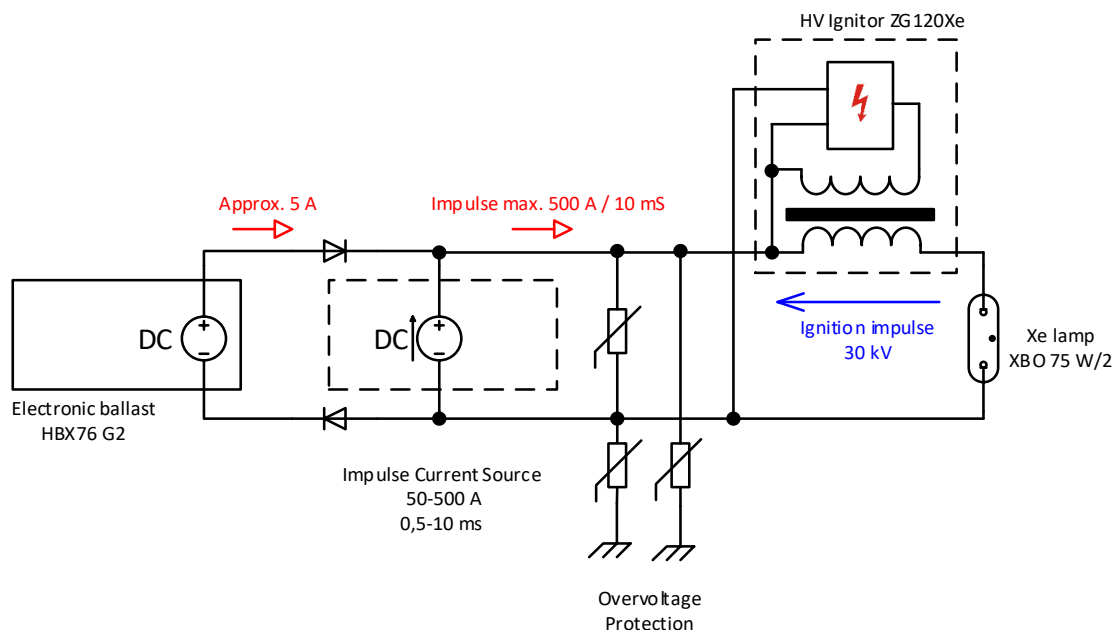 HV Ignitor ZG120Xe
Approx. 5 A
Impulse max. 500 A / 10 mS
DC
+
−
DC
+
−
Ignition impulse
30 kV
Xe lamp
XBO 75 W/2
Electronic ballast
HBX76 G2
Impulse Current Source
50-500 A
0,5-10 ms
Overvoltage
Protection